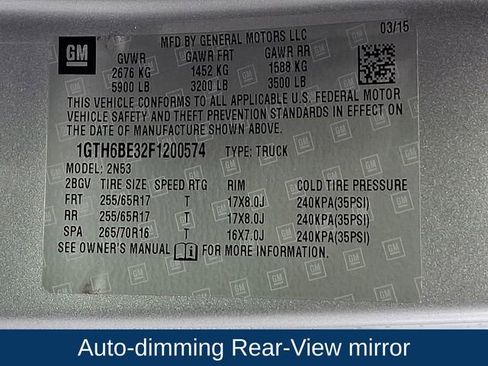 GM
MFD BY GENERAL MOTORS LLC 03/15
GVWR GAWR FRT GAWR RR
2676 KG 1452 KG 1588 KG
5900 LB 3200 LB 3500 LB
THIS VEHICLE CONFORMS TO ALL APPLICABLE U.S. FEDERAL MOTOR
VEHICLE SAFETY AND THEFT PREVENTION STANDARDS IN EFFECT ON
THE DATE OF MANUFACTURE SHOWN ABOVE.
1GTH6BE32F1200574 TYPE: TRUCK
MODEL: 2N53
2BGV TIRE SIZE SPEED RTG RIM COLD TIRE PRESSURE
FRT 255/65R17 T 17X8.0J 240KPA(35PSI)
RR 255/65R17 T 17X8.0J 240KPA(35PSI)
SPA 265/70R16 T 16X7.0J 240KPA(35PSI)
SEE OWNER'S MANUAL
Auto-dimming Rear-View mirror